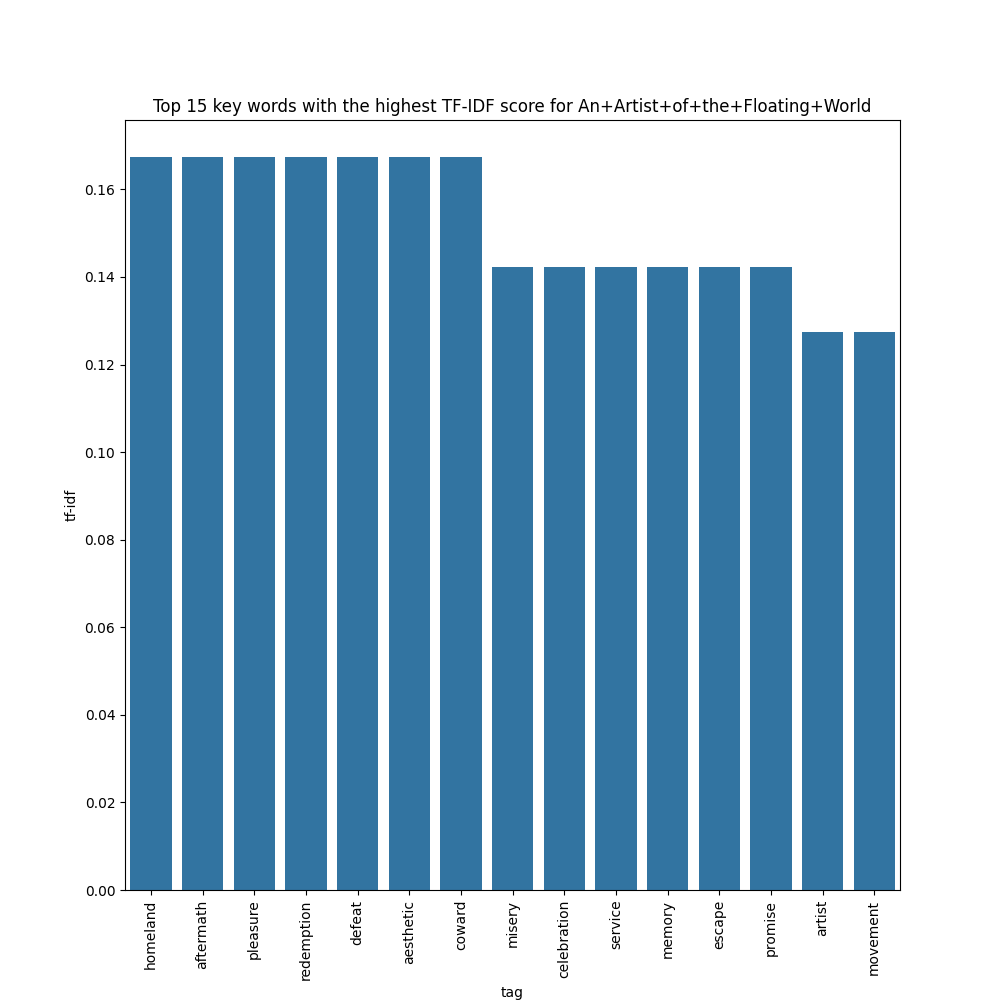 Top 15 key words with the highest TF-IDF score for An+Artist+of+the+Floating+World
tf-idf
0.16
0.14
0.12
0.10
0.08
0.06
0.04
0.02
0.00
homeland
aftermath
pleasure
redemption
defeat
aesthetic
coward
misery
celebration
service
memory
escape
promise
artist
movement
tag